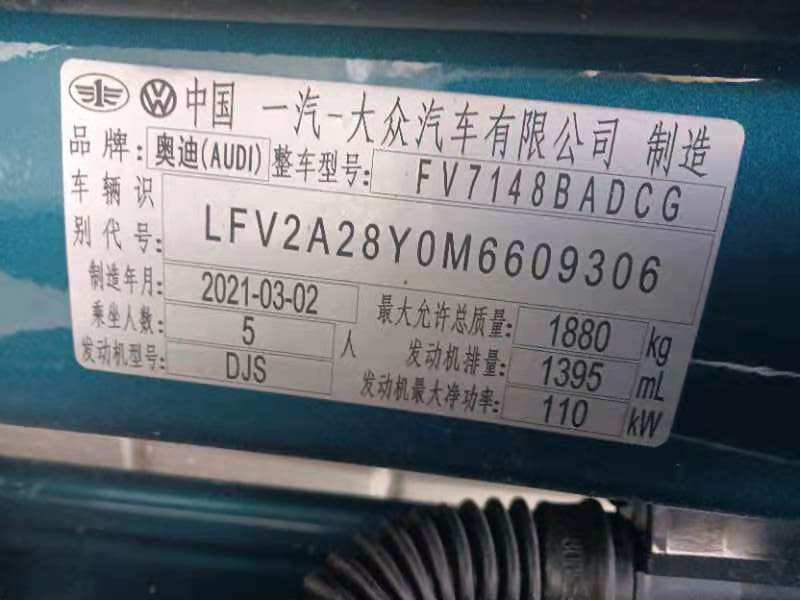 中国 一汽-大众汽车有限公司 制造
品牌: 奥迪(AUDI) 整车型号: FV7148BADCG
车辆识别代号: LFV2A28Y0M6609306
制造年月: 2021-03-02 最大允许总质量: 1880 kg
乘坐人数: 5 人 发动机排量: 1395 mL
发动机型号: DJS 发动机最大净功率: 110 kW